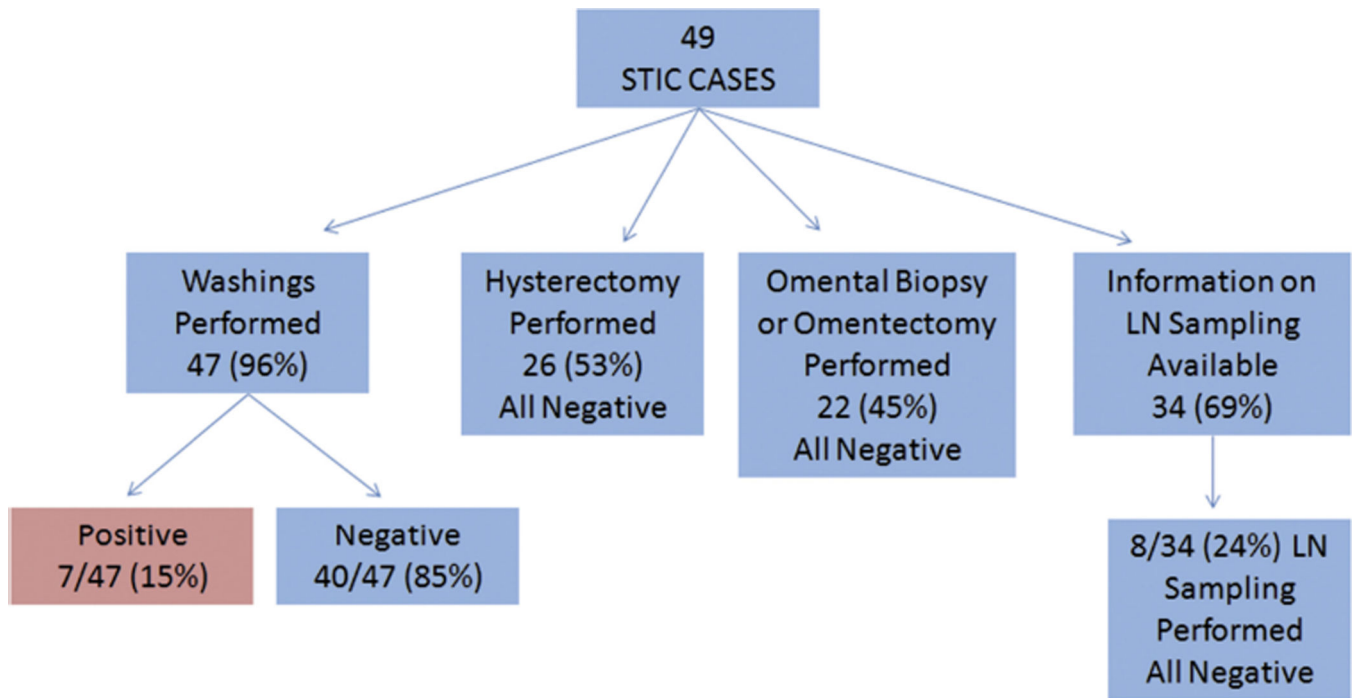 49
STIC CASES
Washings
Performed
47 (96%)
Hysterectomy
Performed
26 (53%)
All Negative
Omental Biopsy
or Omentectomy
Performed
22 (45%)
All Negative
Information on
LN Sampling
Available
34 (69%)
Positive
7/47 (15%)
Negative
40/47 (85%)
8/34 (24%) LN
Sampling
Performed
All Negative